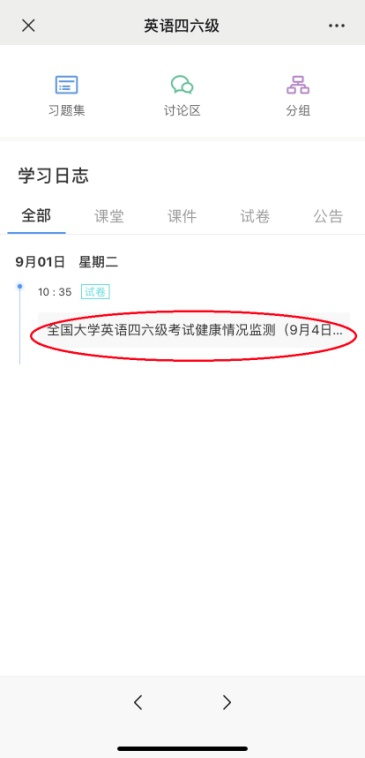 英语四六级
习题集 讨论区 分组
学习日志
全部 课堂 课件 试卷 公告
9月01日 星期二
10 : 35 试卷
全国大学英语四六级考试健康情况监测（9月4日...